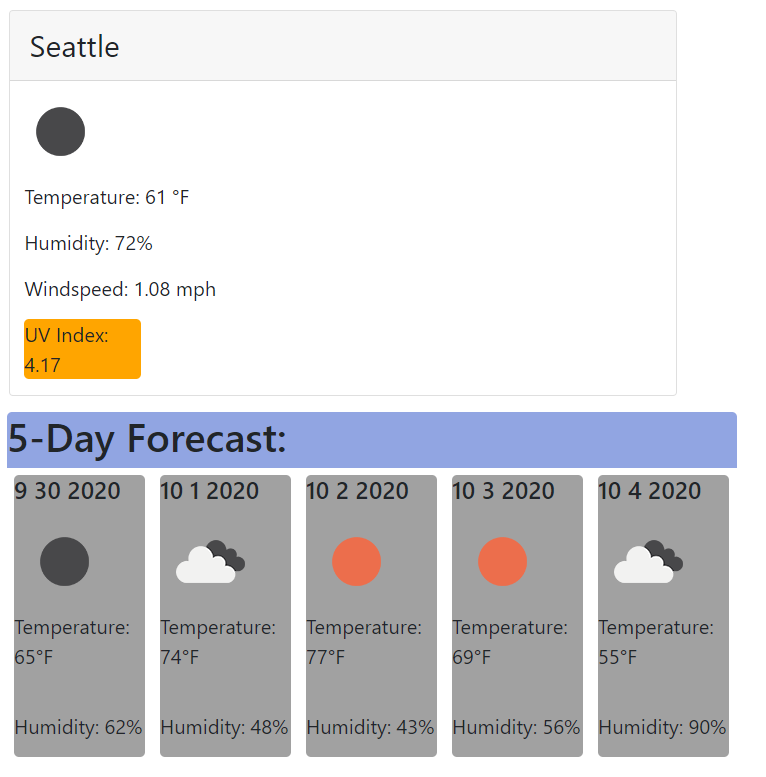 Seattle
Temperature: 61 °F
Humidity: 72%
Windspeed: 1.08 mph
UV Index:
4.17
5-Day Forecast:
9 30 2020
Temperature:
65°F
Humidity: 62%
10 1 2020
Temperature:
74°F
Humidity: 48%
10 2 2020
Temperature:
77°F
Humidity: 43%
10 3 2020
Temperature:
69°F
Humidity: 56%
10 4 2020
Temperature:
55°F
Humidity: 90%